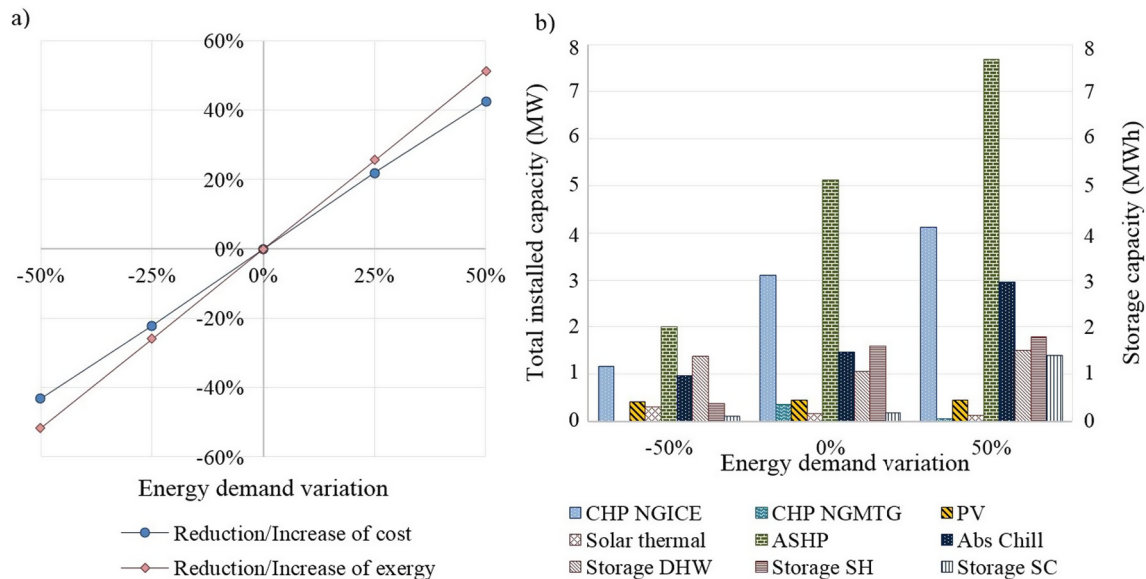 a)
60%
40%
20%
0%
-50% -25% 0% 25% 50%
-20%
-40%
-60%
Energy demand variation
Reduction/Increase of cost
Reduction/Increase of exergy
b)
Total installed capacity (MW)
8
7
6
5
4
3
2
1
0
-50% 0% 50%
Energy demand variation
8
7
6
5
4
3
2
1
0
Storage capacity (MWh)
CHP NGICE CHP NGMTG PV
Solar thermal ASHP Abs Chill
Storage DHW Storage SH Storage SC